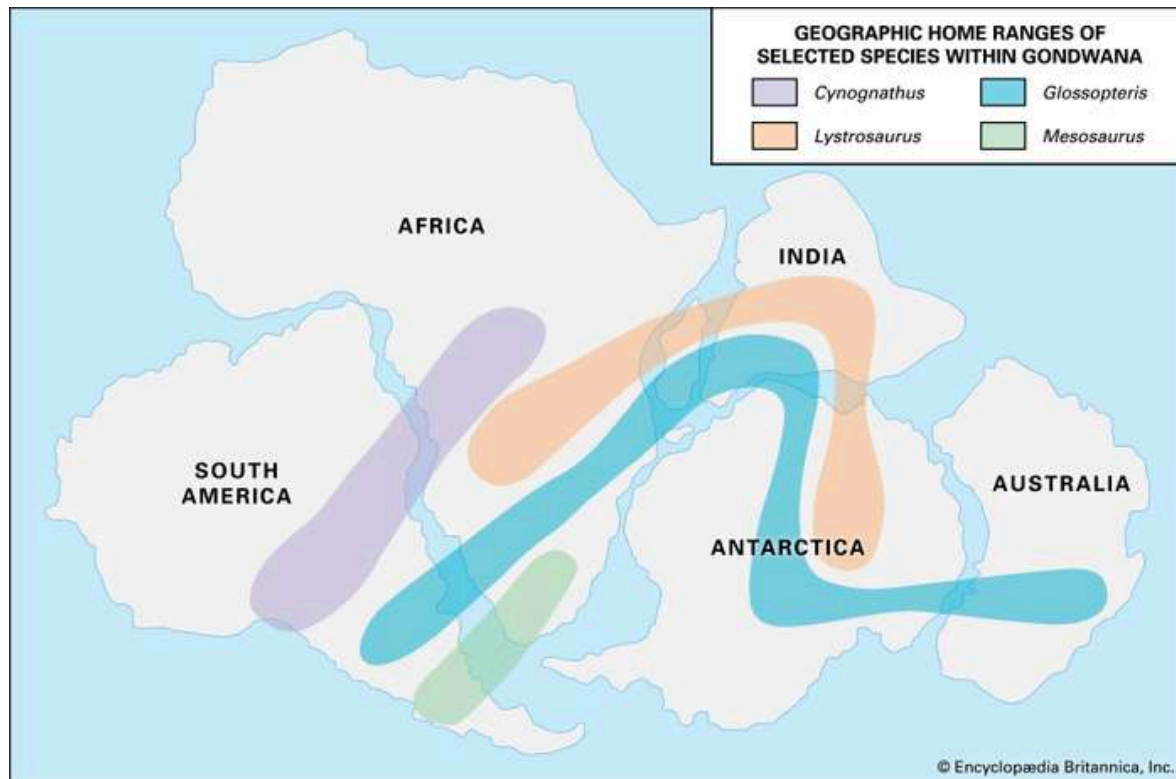 GEOGRAPHIC HOME RANGES OF
SELECTED SPECIES WITHIN GONDWANA
Cynognathus
Glossopteris
Lystrosaurus
Mesosaurus
AFRICA
INDIA
SOUTH
AMERICA
AUSTRALIA
ANTARCTICA
© Encyclopædia Britannica, Inc.